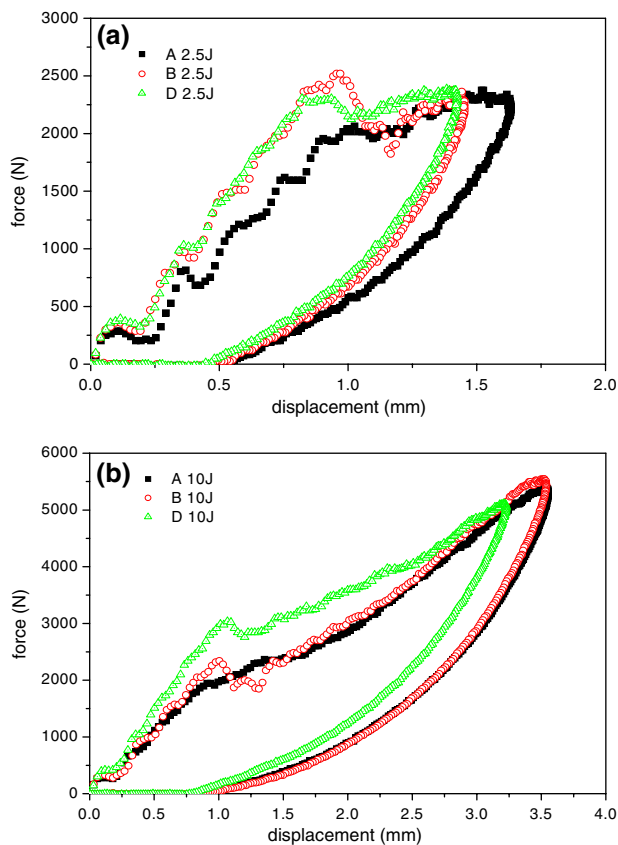 (a)
A 2.5J
B 2.5J
D 2.5J
force (N)
3000
2500
2000
1500
1000
500
0
0.0 0.5 1.0 1.5 2.0
displacement (mm)
(b)
A 10J
B 10J
D 10J
force (N)
6000
5000
4000
3000
2000
1000
0
0.0 0.5 1.0 1.5 2.0 2.5 3.0 3.5 4.0
displacement (mm)